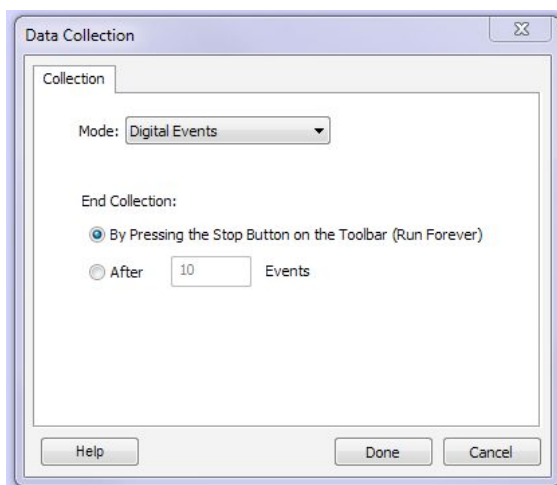 Data Collection
Collection
Mode: Digital Events
End Collection:
By Pressing the Stop Button on the Toolbar (Run Forever)
After 10 Events
Help Done Cancel